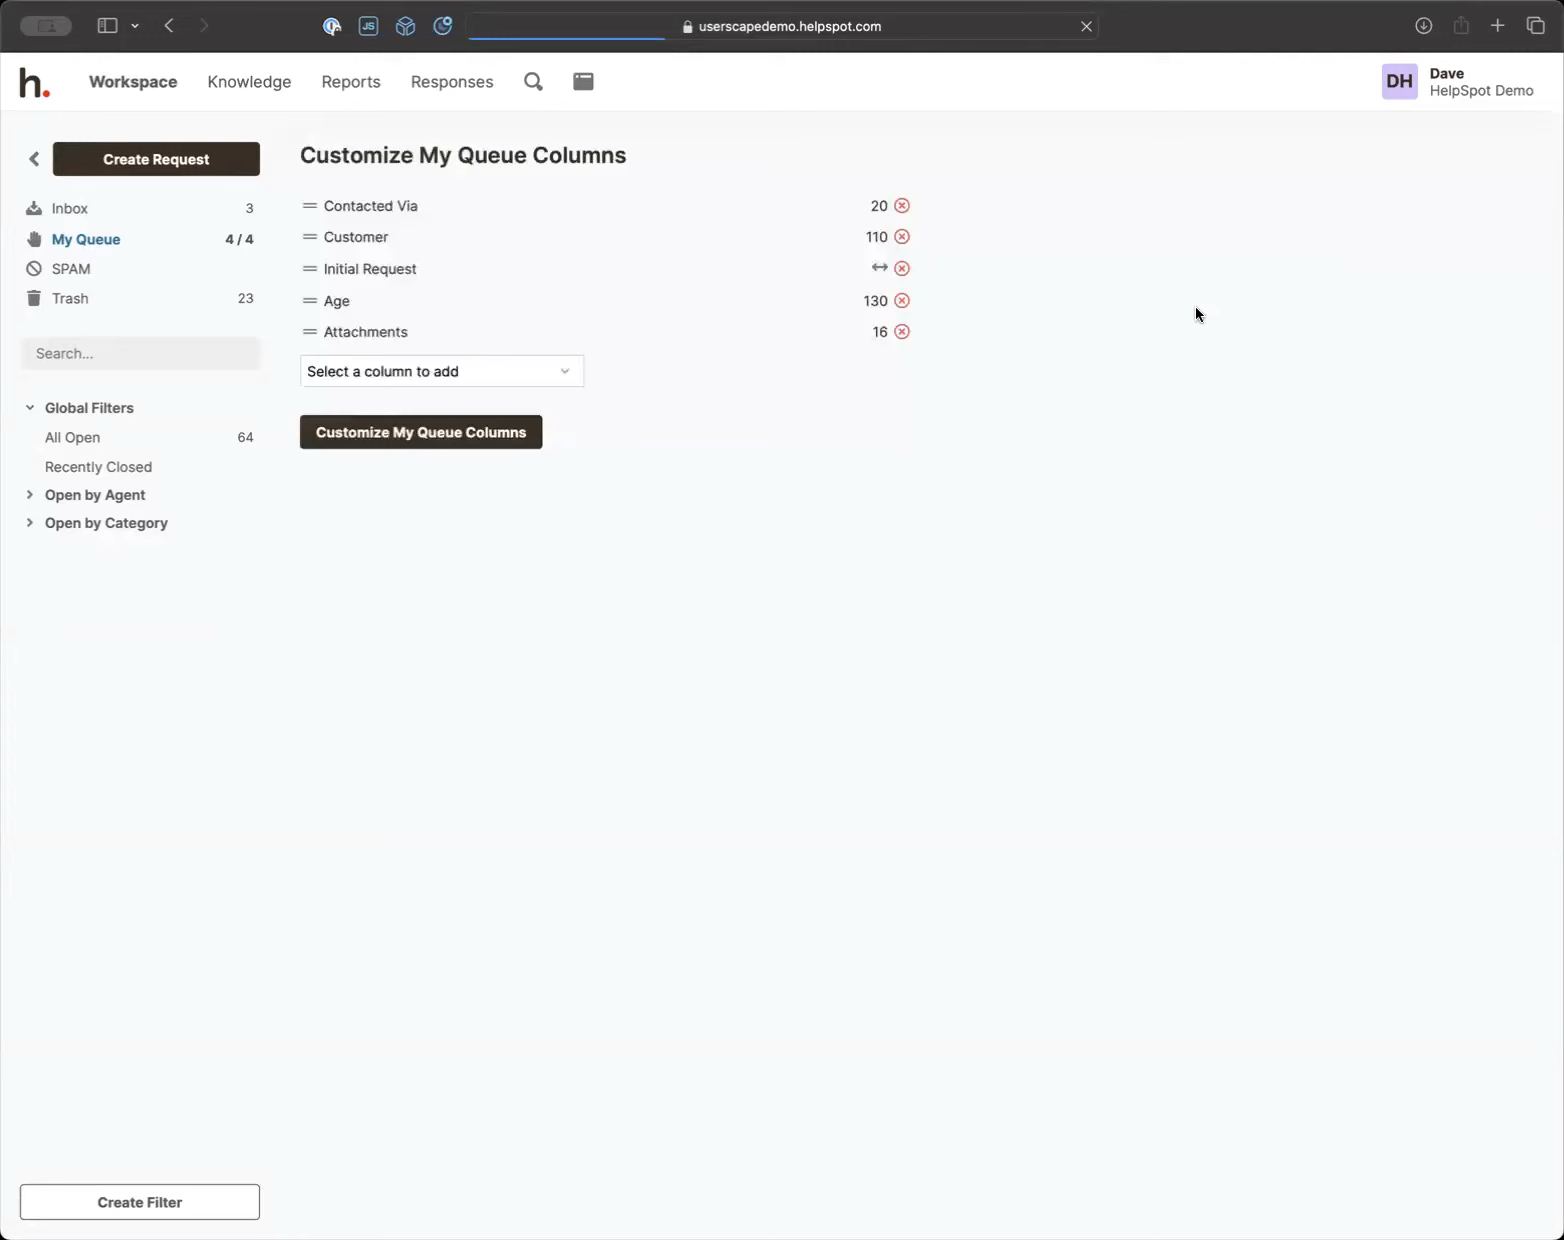 JS
userscapedemo.helpspot.com
h.
Workspace
Knowledge
Reports
Responses
DH
Dave
HelpSpot Demo
Create Request
Inbox 3
My Queue 4 / 4
SPAM
Trash 23
Search...
Global Filters
All Open 64
Recently Closed
Open by Agent
Open by Category
Create Filter
Customize My Queue Columns
Contacted Via 20
Customer 110
Initial Request
Age 130
Attachments 16
Select a column to add
Customize My Queue Columns